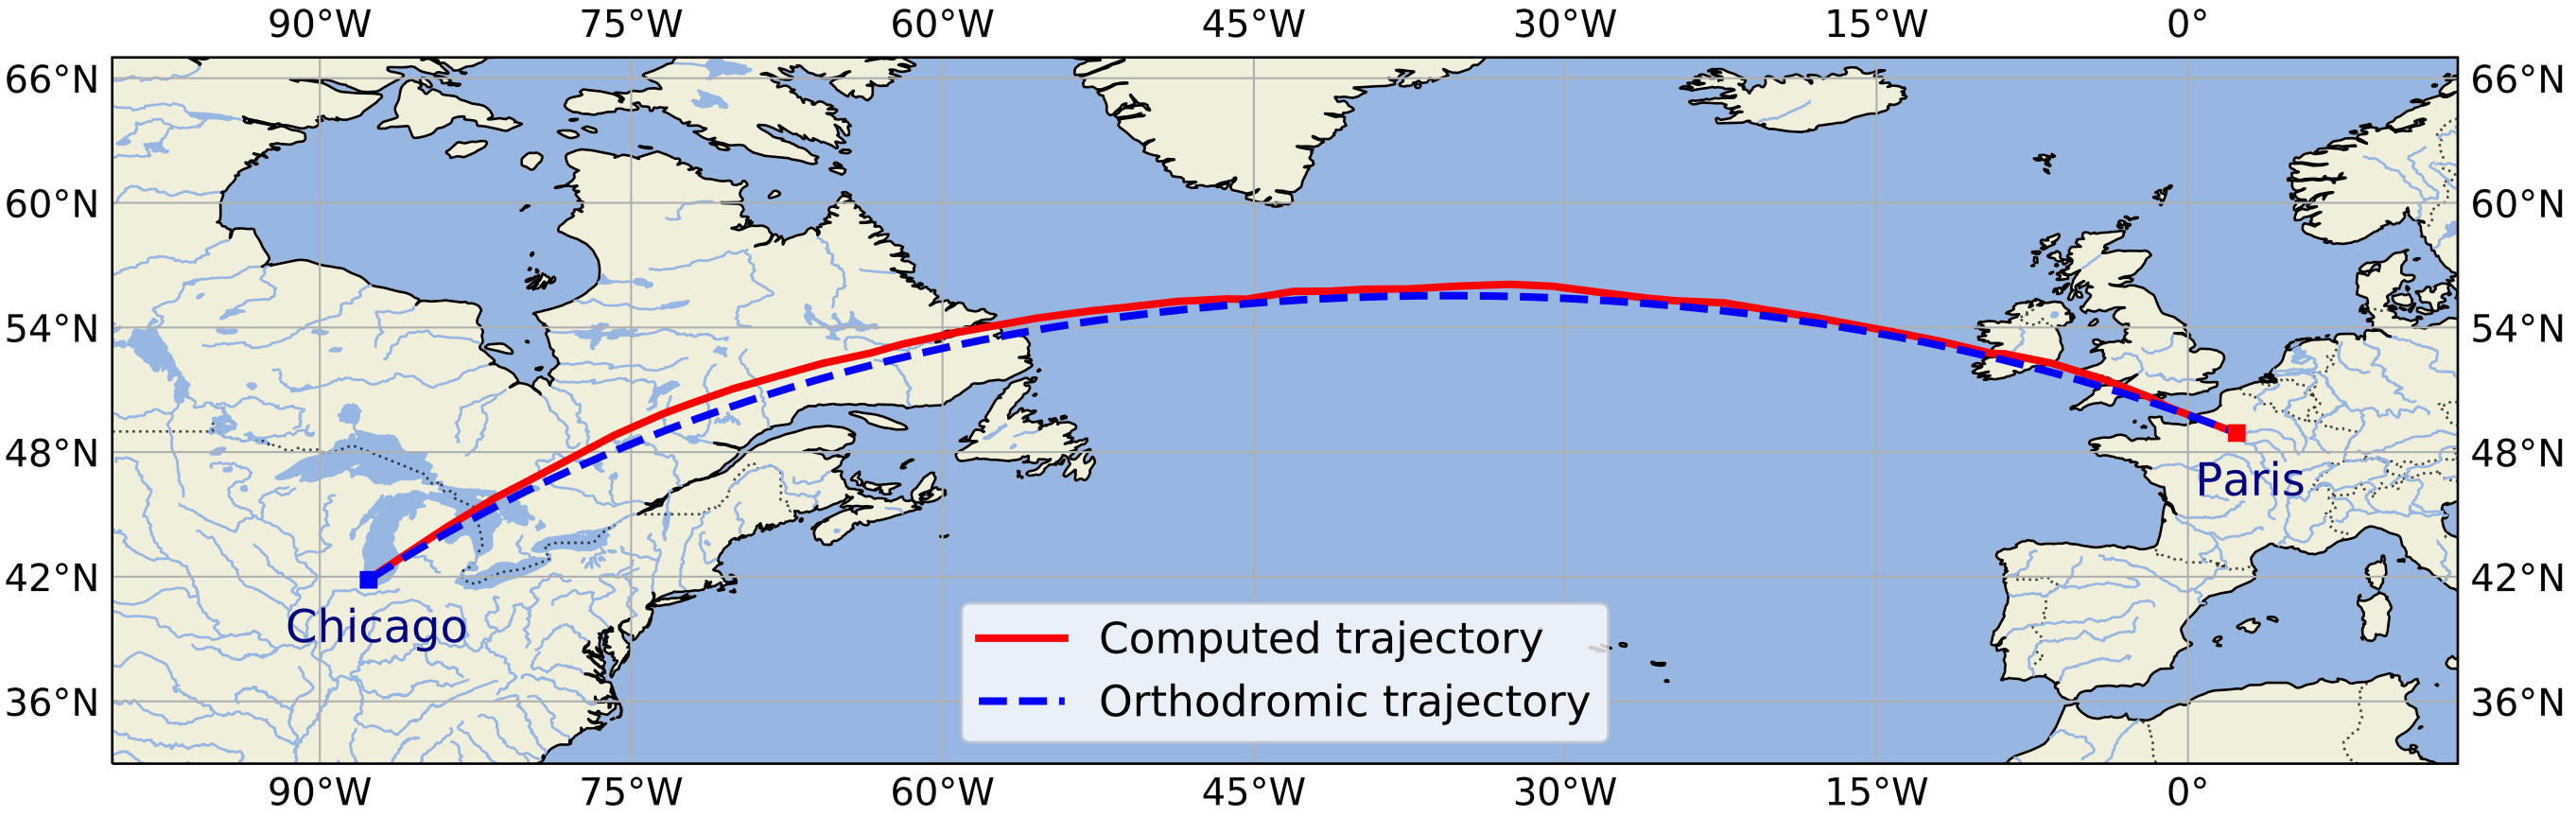 90°W 75°W 60°W 45°W 30°W 15°W 0°
66°N 66°N
60°N 60°N
54°N 54°N
48°N 48°N
Paris
42°N 42°N
Chicago
Computed trajectory
Orthodromic trajectory
36°N 36°N
90°W 75°W 60°W 45°W 30°W 15°W 0°